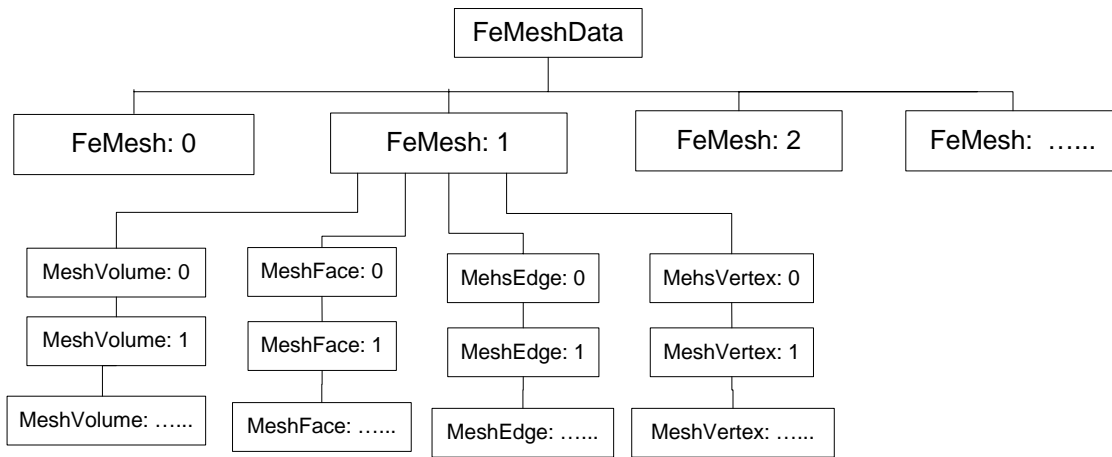 FeMeshData
FeMesh: 0
FeMesh: 1
FeMesh: 2
FeMesh: …...
MeshVolume: 0
MeshFace: 0
MehsEdge: 0
MehsVertex: 0
MeshVolume: 1
MeshFace: 1
MeshEdge: 1
MeshVertex: 1
MeshVolume: …...
MeshFace: …...
MeshEdge: …...
MeshVertex: …...